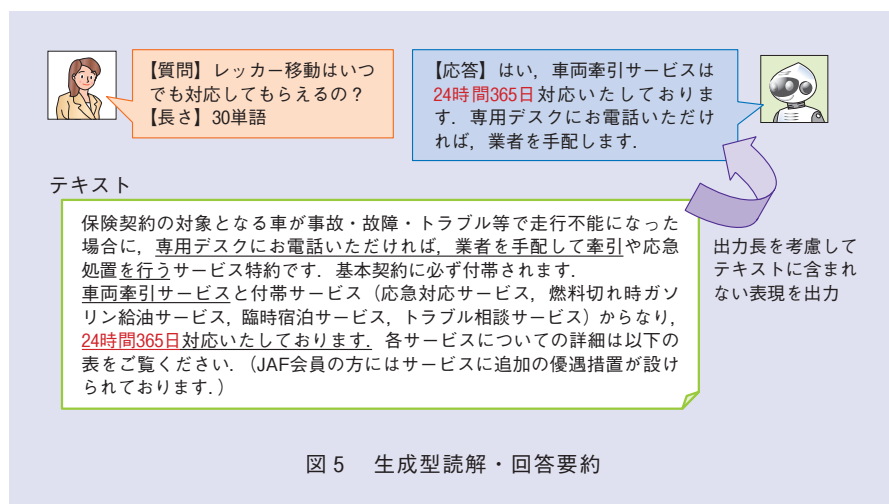 【質問】レッカー移動はいつ
でも対応してもらえるの？
【長さ】30単語
【応答】はい，車両牽引サービスは
24時間365日対応いたしておりま
す．専用デスクにお電話いただけ
れば，業者を手配します．
テキスト
保険契約の対象となる車が事故・故障・トラブル等で走行不能になった
場合に，専用デスクにお電話いただければ，業者を手配して牽引や応急
処置を行うサービス特約です．基本契約に必ず付帯されます．
車両牽引サービスと付帯サービス（応急対応サービス，燃料切れ時ガソ
リン給油サービス，臨時宿泊サービス，トラブル相談サービス）からなり，
24時間365日対応いたしております．各サービスについての詳細は以下の
表をご覧ください．（JAF会員の方にはサービスに追加の優遇措置が設け
られております．）
出力長を考慮して
テキストに含まれ
ない表現を出力
図5　生成型読解・回答要約